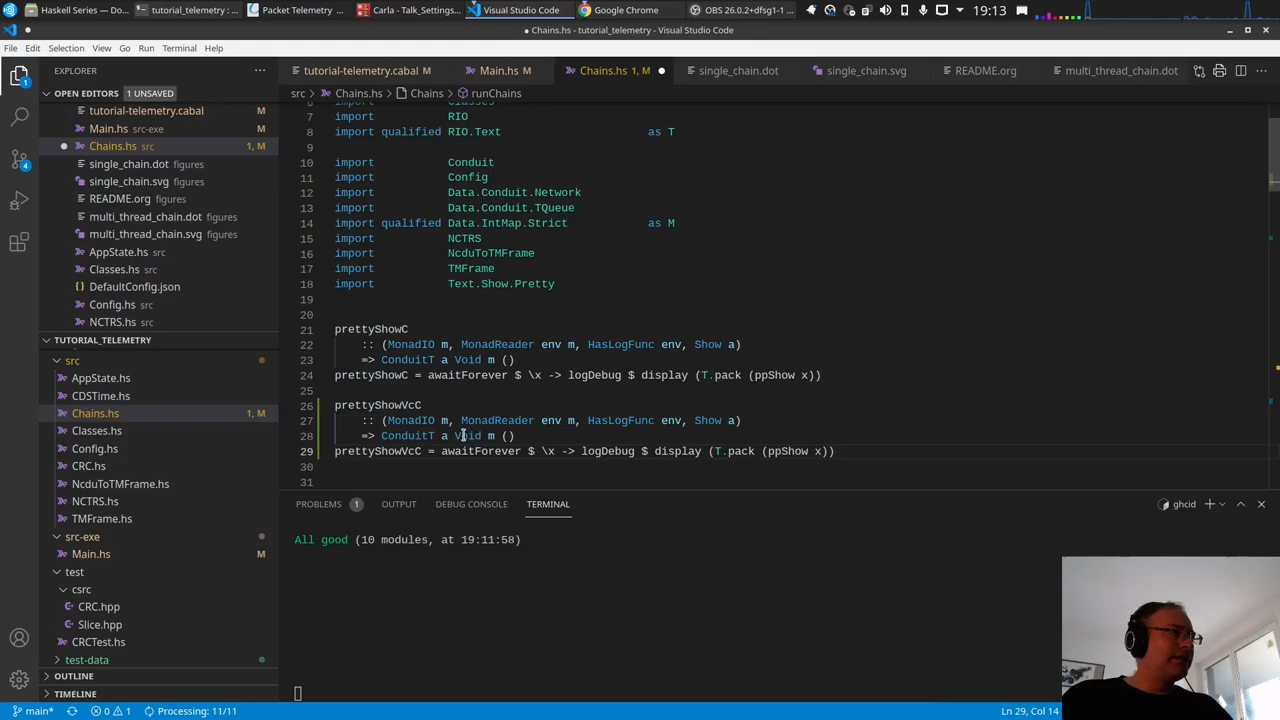 Haskell Series — Do...
tutorial_telemetry : ...
Packet Telemetry ...
Carla - Talk_Settings...
Visual Studio Code
Google Chrome
OBS 26.0.2+dfsg1-1 ...
19:13
● Chains.hs - tutorial_telemetry - Visual Studio Code
File Edit Selection View Go Run Terminal Help
EXPLORER ...
tutorial-telemetry.cabal M
Main.hs M
Chains.hs 1, M ●
single_chain.dot
single_chain.svg
README.org
multi_thread_chain.dot
...
OPEN EDITORS 1 UNSAVED
tutorial-telemetry.cabal M
Main.hs src-exe M
● Chains.hs src 1, M
single_chain.dot figures
single_chain.svg figures
README.org figures
multi_thread_chain.dot figures
multi_thread_chain.svg figures
AppState.hs src
Classes.hs src
DefaultConfig.json
Config.hs src
NCTRS.hs src
TUTORIAL_TELEMETRY
src
AppState.hs
CDSTime.hs
Chains.hs 1, M
Classes.hs
Config.hs
CRC.hs
NcduToTMFrame.hs
NCTRS.hs
TMFrame.hs
src-exe
Main.hs M
test
csrc
CRC.hpp
Slice.hpp
CRCTest.hs
test-data
OUTLINE
TIMELINE
src > Chains.hs > Chains > runChains
6 import Classes
7 import RIO
8 import qualified RIO.Text as T
9
10 import Conduit
11 import Config
12 import Data.Conduit.Network
13 import Data.Conduit.TQueue
14 import qualified Data.IntMap.Strict as M
15 import NCTRS
16 import NcduToTMFrame
17 import TMFrame
18 import Text.Show.Pretty
19
20
21 prettyShowC
22 :: (MonadIO m, MonadReader env m, HasLogFunc env, Show a)
23 => ConduitT a Void m ()
24 prettyShowC = awaitForever $ \x -> logDebug $ display (T.pack (ppShow x))
25
26 prettyShowVcC
27 :: (MonadIO m, MonadReader env m, HasLogFunc env, Show a)
28 => ConduitT a Void m ()
29 prettyShowVcC = awaitForever $ \x -> logDebug $ display (T.pack (ppShow x))
30
31
PROBLEMS 1 OUTPUT DEBUG CONSOLE TERMINAL
ghcid
All good (10 modules, at 19:11:58)
main* 0 1 Processing: 11/11
Ln 29, Col 14